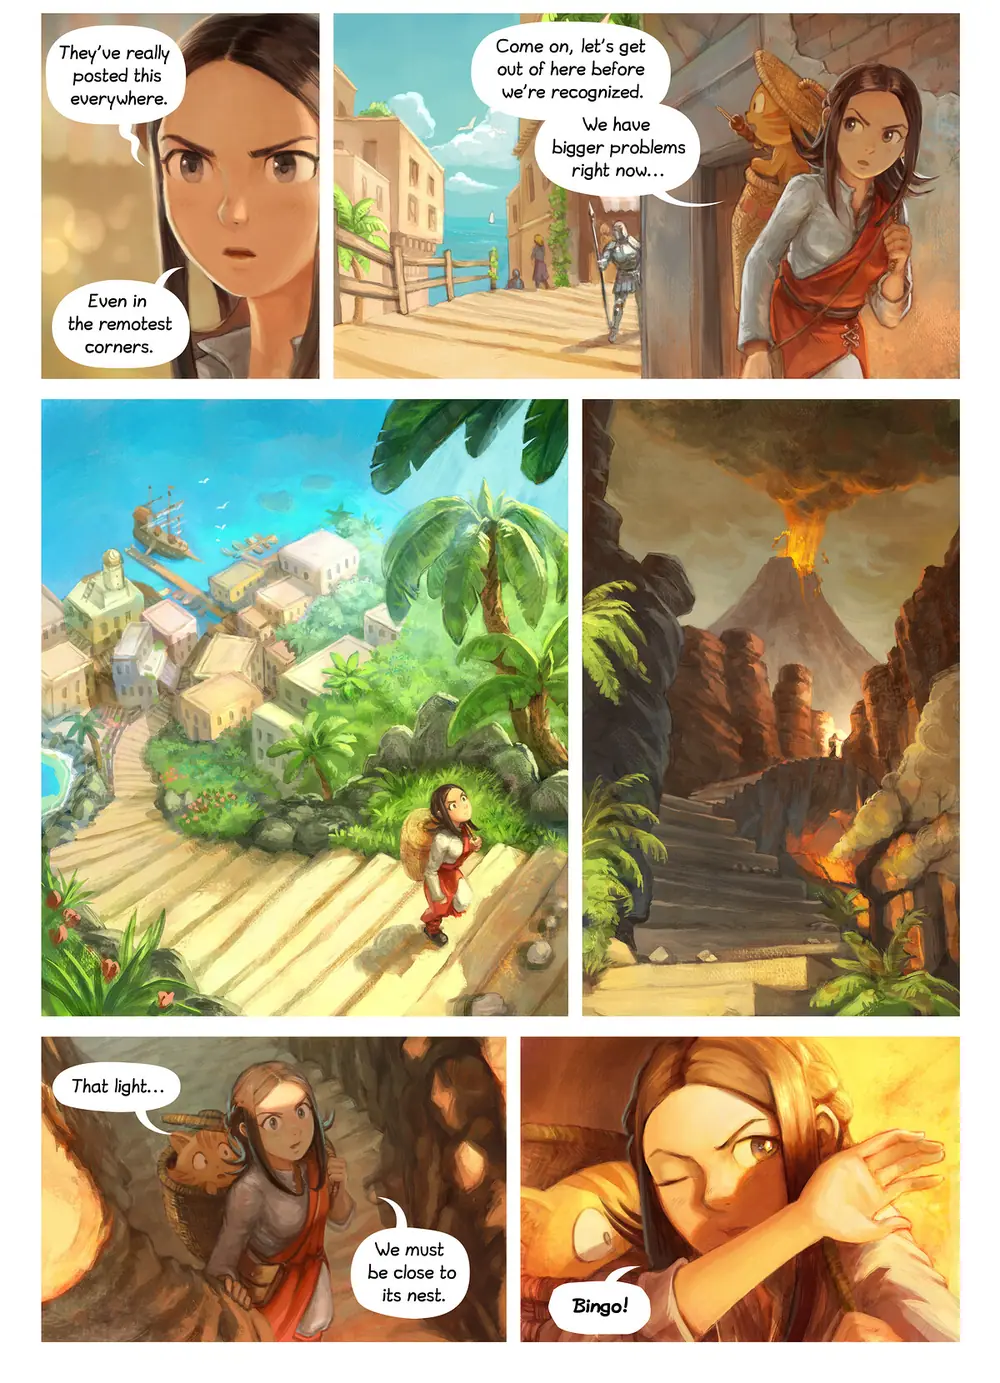 They've really
posted this
everywhere.
Even in
the remotest
corners.
Come on, let's get
out of here before
we're recognized.
We have
bigger problems
right now...
That light...
We must
be close to
its nest.
Bingo!